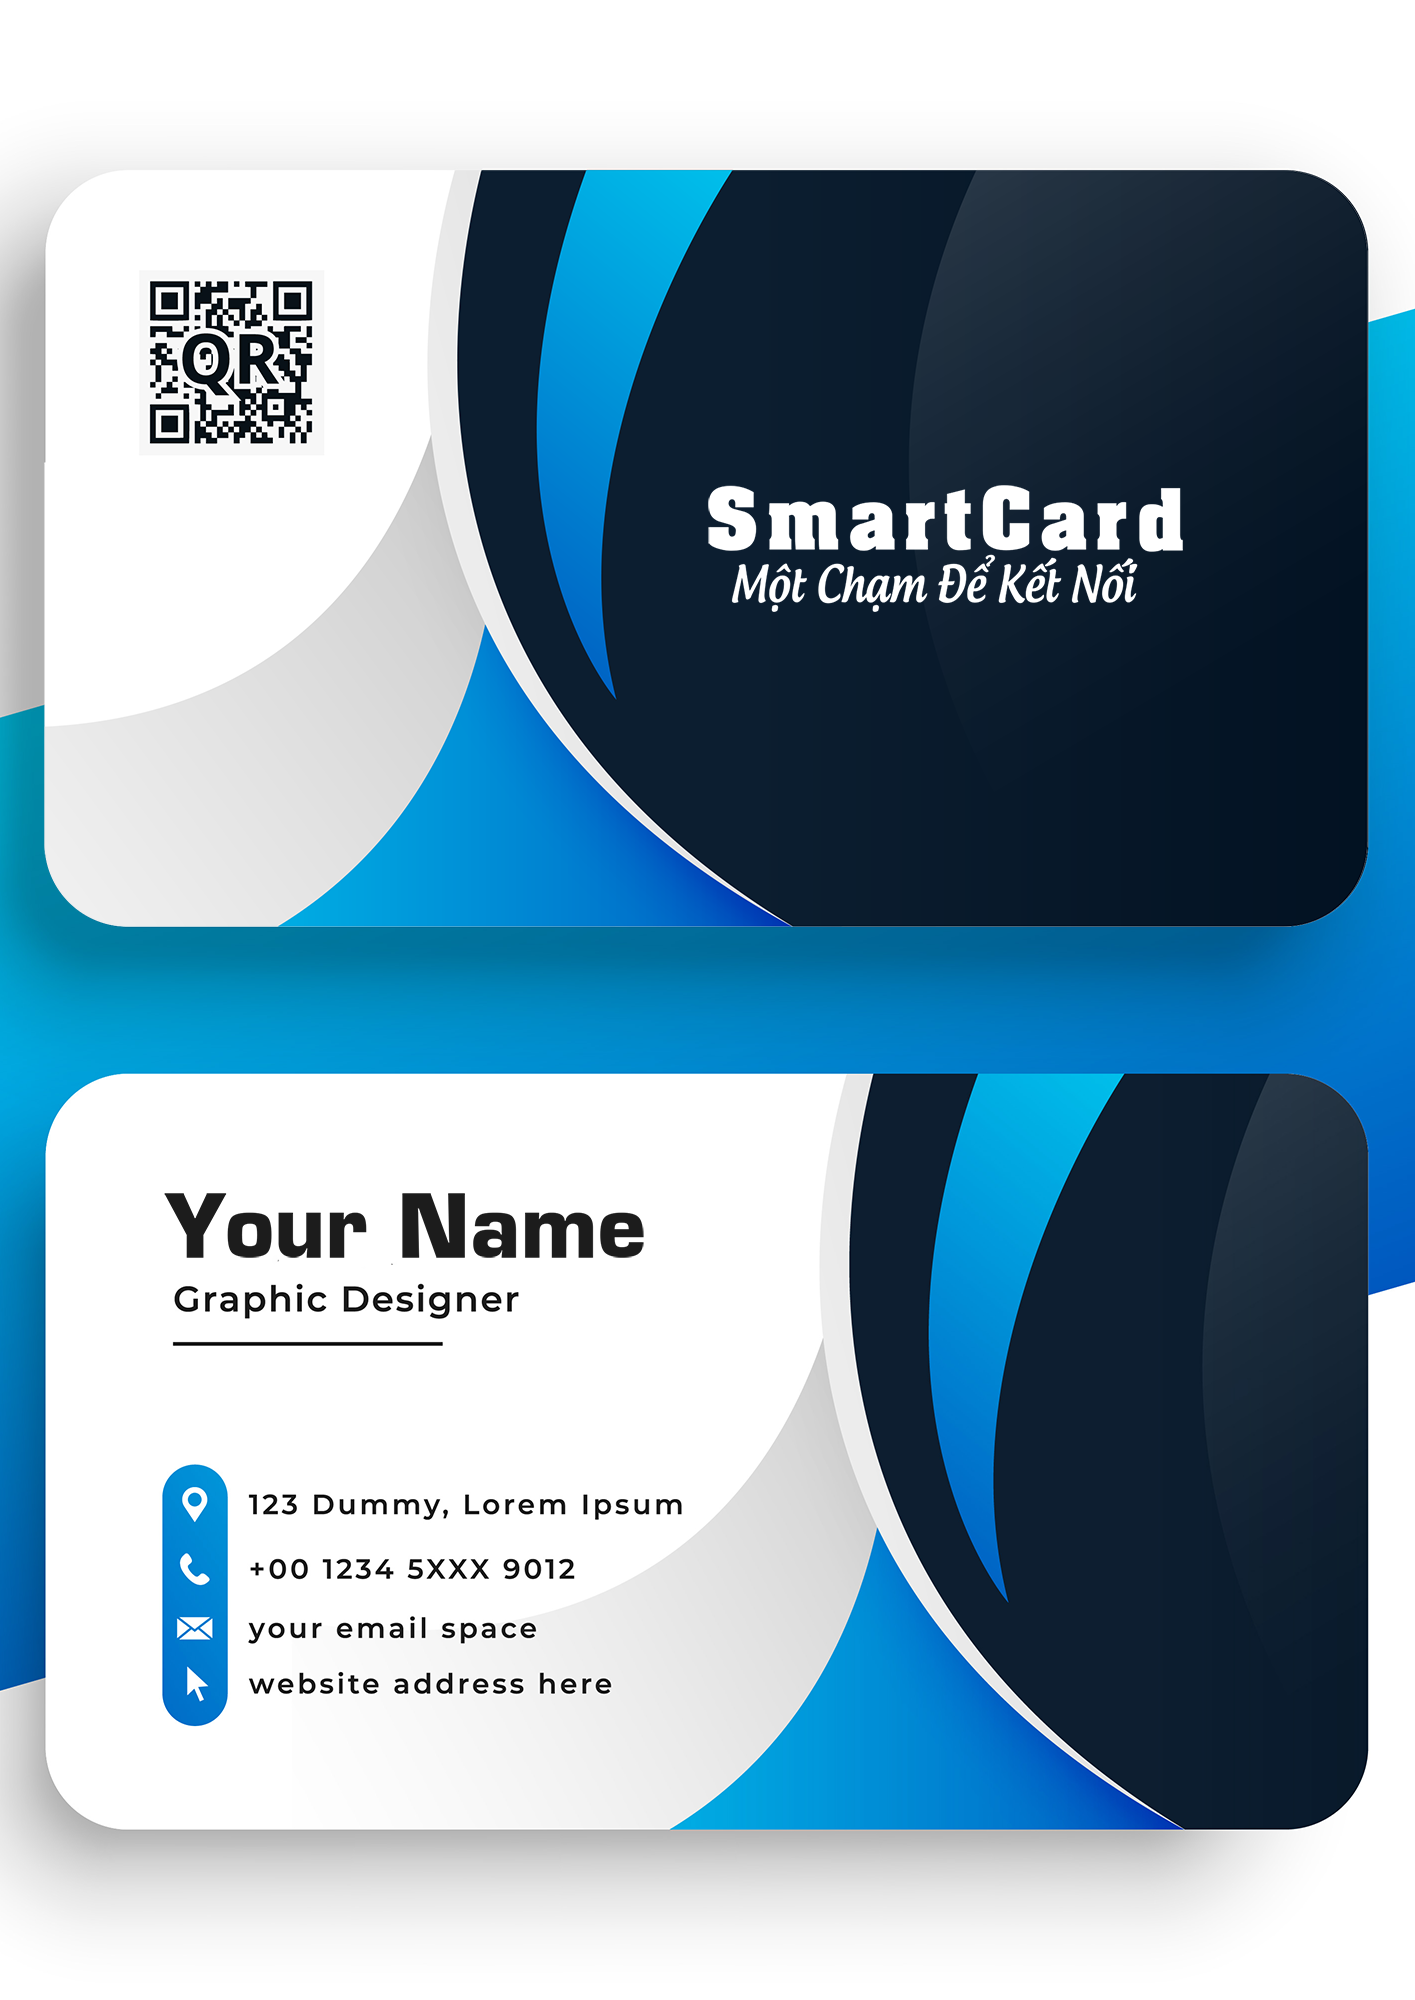 QR
SmartCard
Một Chạm Để Kết Nối
Your Name
Graphic Designer
123 Dummy, Lorem Ipsum
+00 1234 5XXX 9012
your email space
website address here